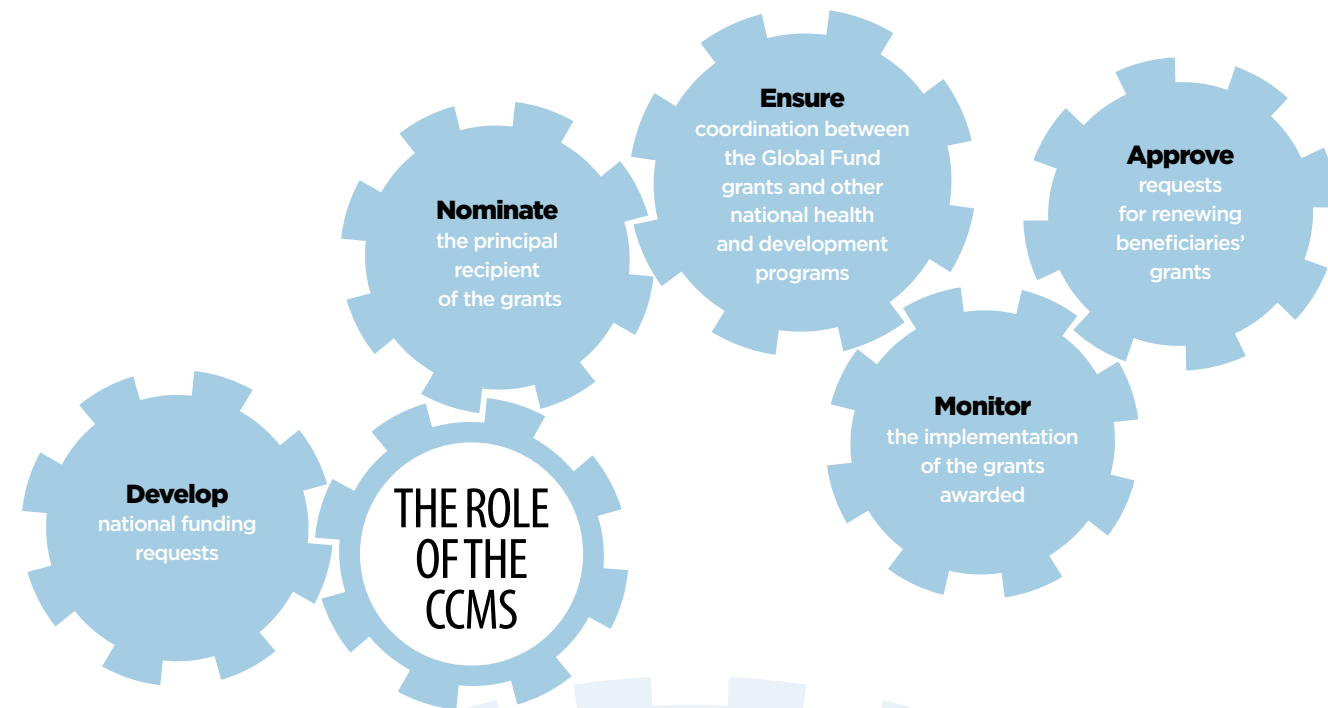 Ensure
coordination between
the Global Fund
grants and other
national health
and development
programs
Approve
requests
for renewing
beneficiaries’
grants
Nominate
the principal
recipient
of the grants
Monitor
the implementation
of the grants
awarded
Develop
national funding
requests
THE ROLE
OF THE
CCMS